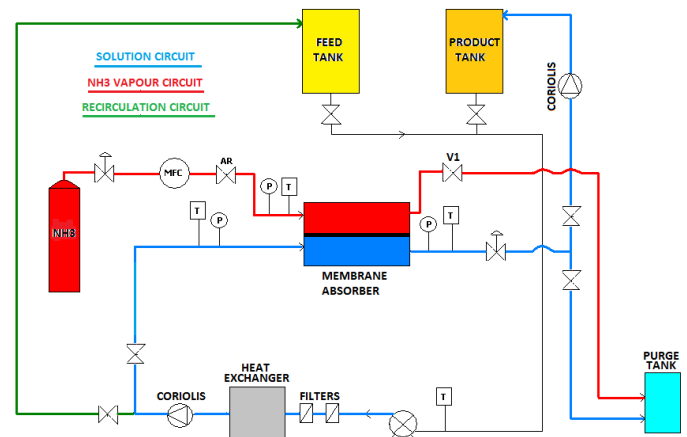 FEED
TANK
PRODUCT
TANK
SOLUTION CIRCUIT
NH3 VAPOUR CIRCUIT
RECIRCULATION CIRCUIT
CORIOLIS
MFC
AR
V1
P
T
T
P
P
T
NH3
MEMBRANE
ABSORBER
PURGE
TANK
HEAT
EXCHANGER
CORIOLIS
FILTERS
T